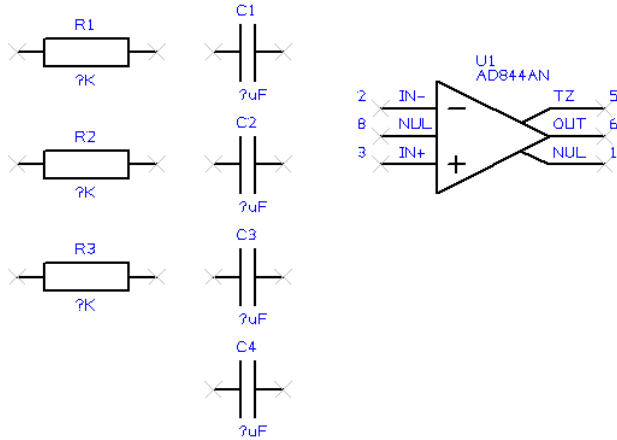 R1
?K
R2
?K
R3
?K
C1
?uF
C2
?uF
C3
?uF
C4
?uF
U1
AD844AN
2 IN- TZ 5
8 NUL OUT 6
3 IN+ NUL 1